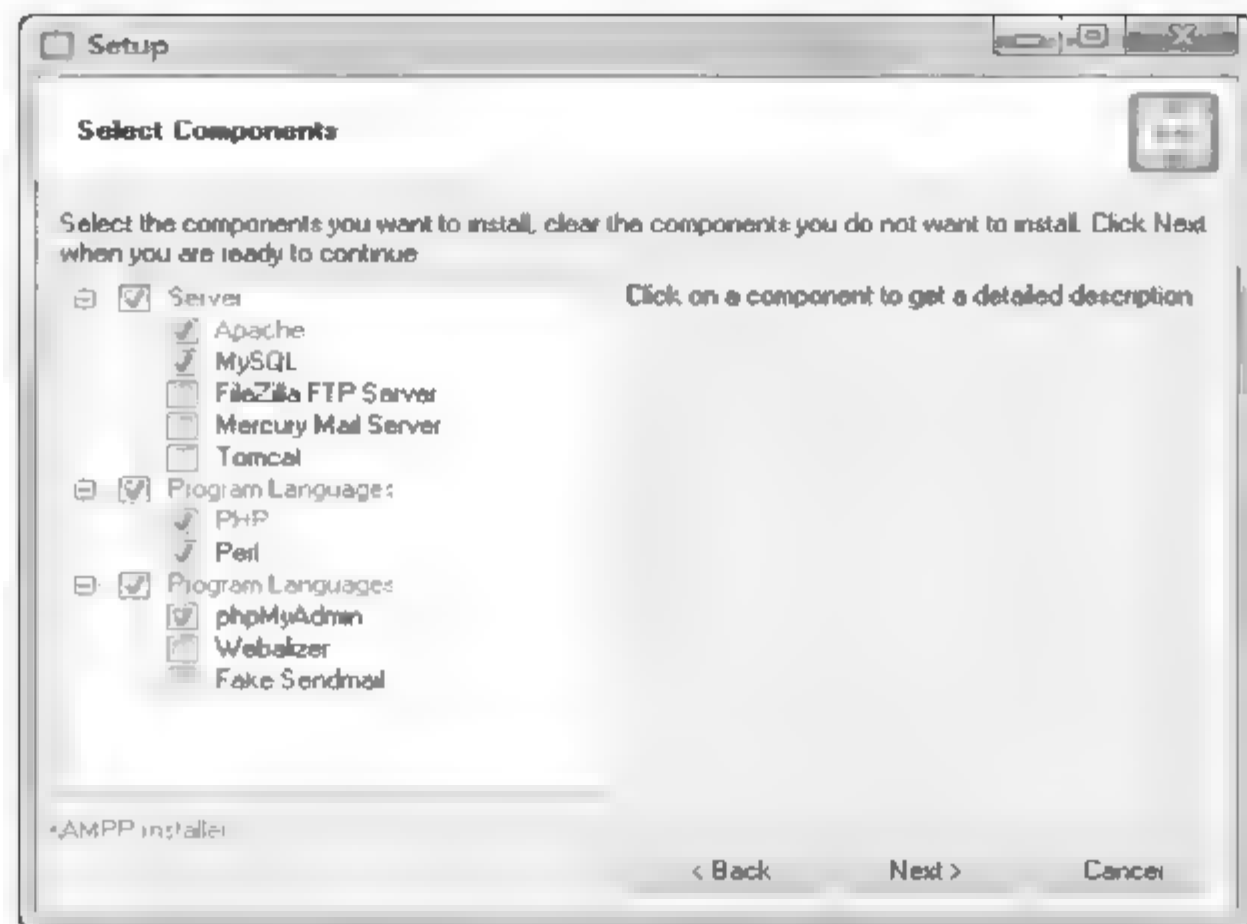 Setup
Select Components
Select the components you want to install, clear the components you do not want to install. Click Next
when you are ready to continue
Server
Click on a component to get a detailed description
Apache
MySQL
FileZilla FTP Server
Mercury Mail Server
Tomcat
Program Languages
PHP
Perl
Program Languages
phpMyAdmin
Webalizer
Fake Sendmail
XAMPP installer
< Back Next > Cancel